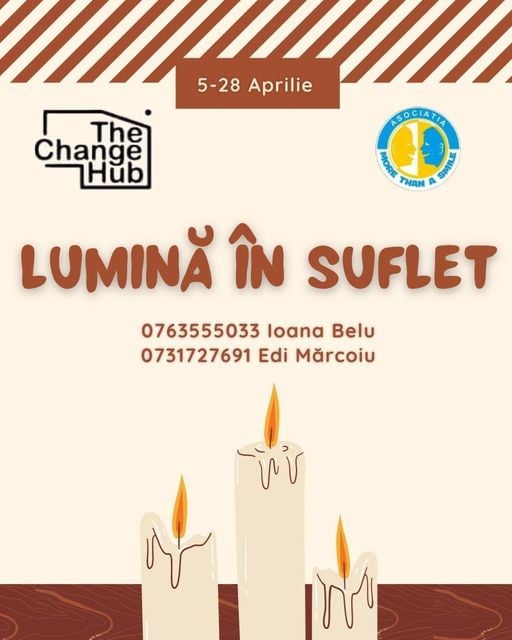 5-28 Aprilie
The
Change
Hub
ASOCIAȚIA
MORE THAN A SMILE
LUMINĂ ÎN SUFLET
0763555033 Ioana Belu
0731727691 Edi Mărcoiu